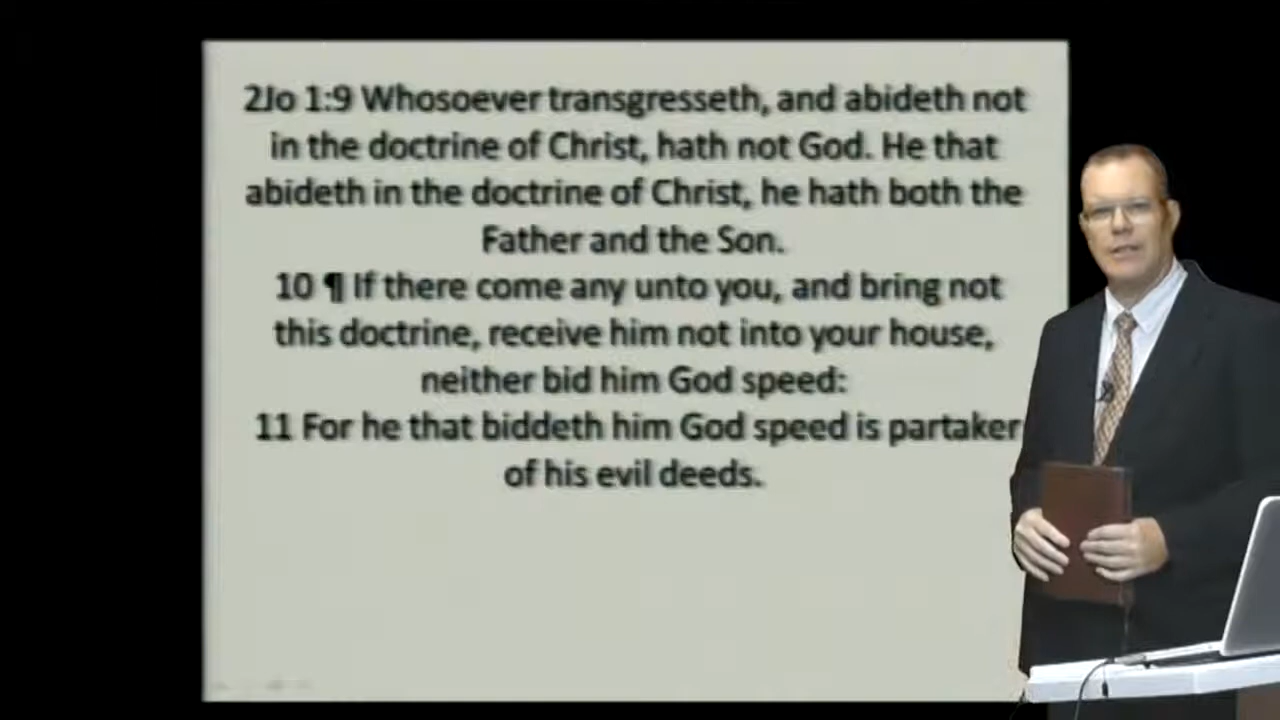 2Jo 1:9 Whosoever transgresseth, and abideth not
in the doctrine of Christ, hath not God. He that
abideth in the doctrine of Christ, he hath both the
Father and the Son.
10 ¶ If there come any unto you, and bring not
this doctrine, receive him not into your house,
neither bid him God speed:
11 For he that biddeth him God speed is partaker
of his evil deeds.